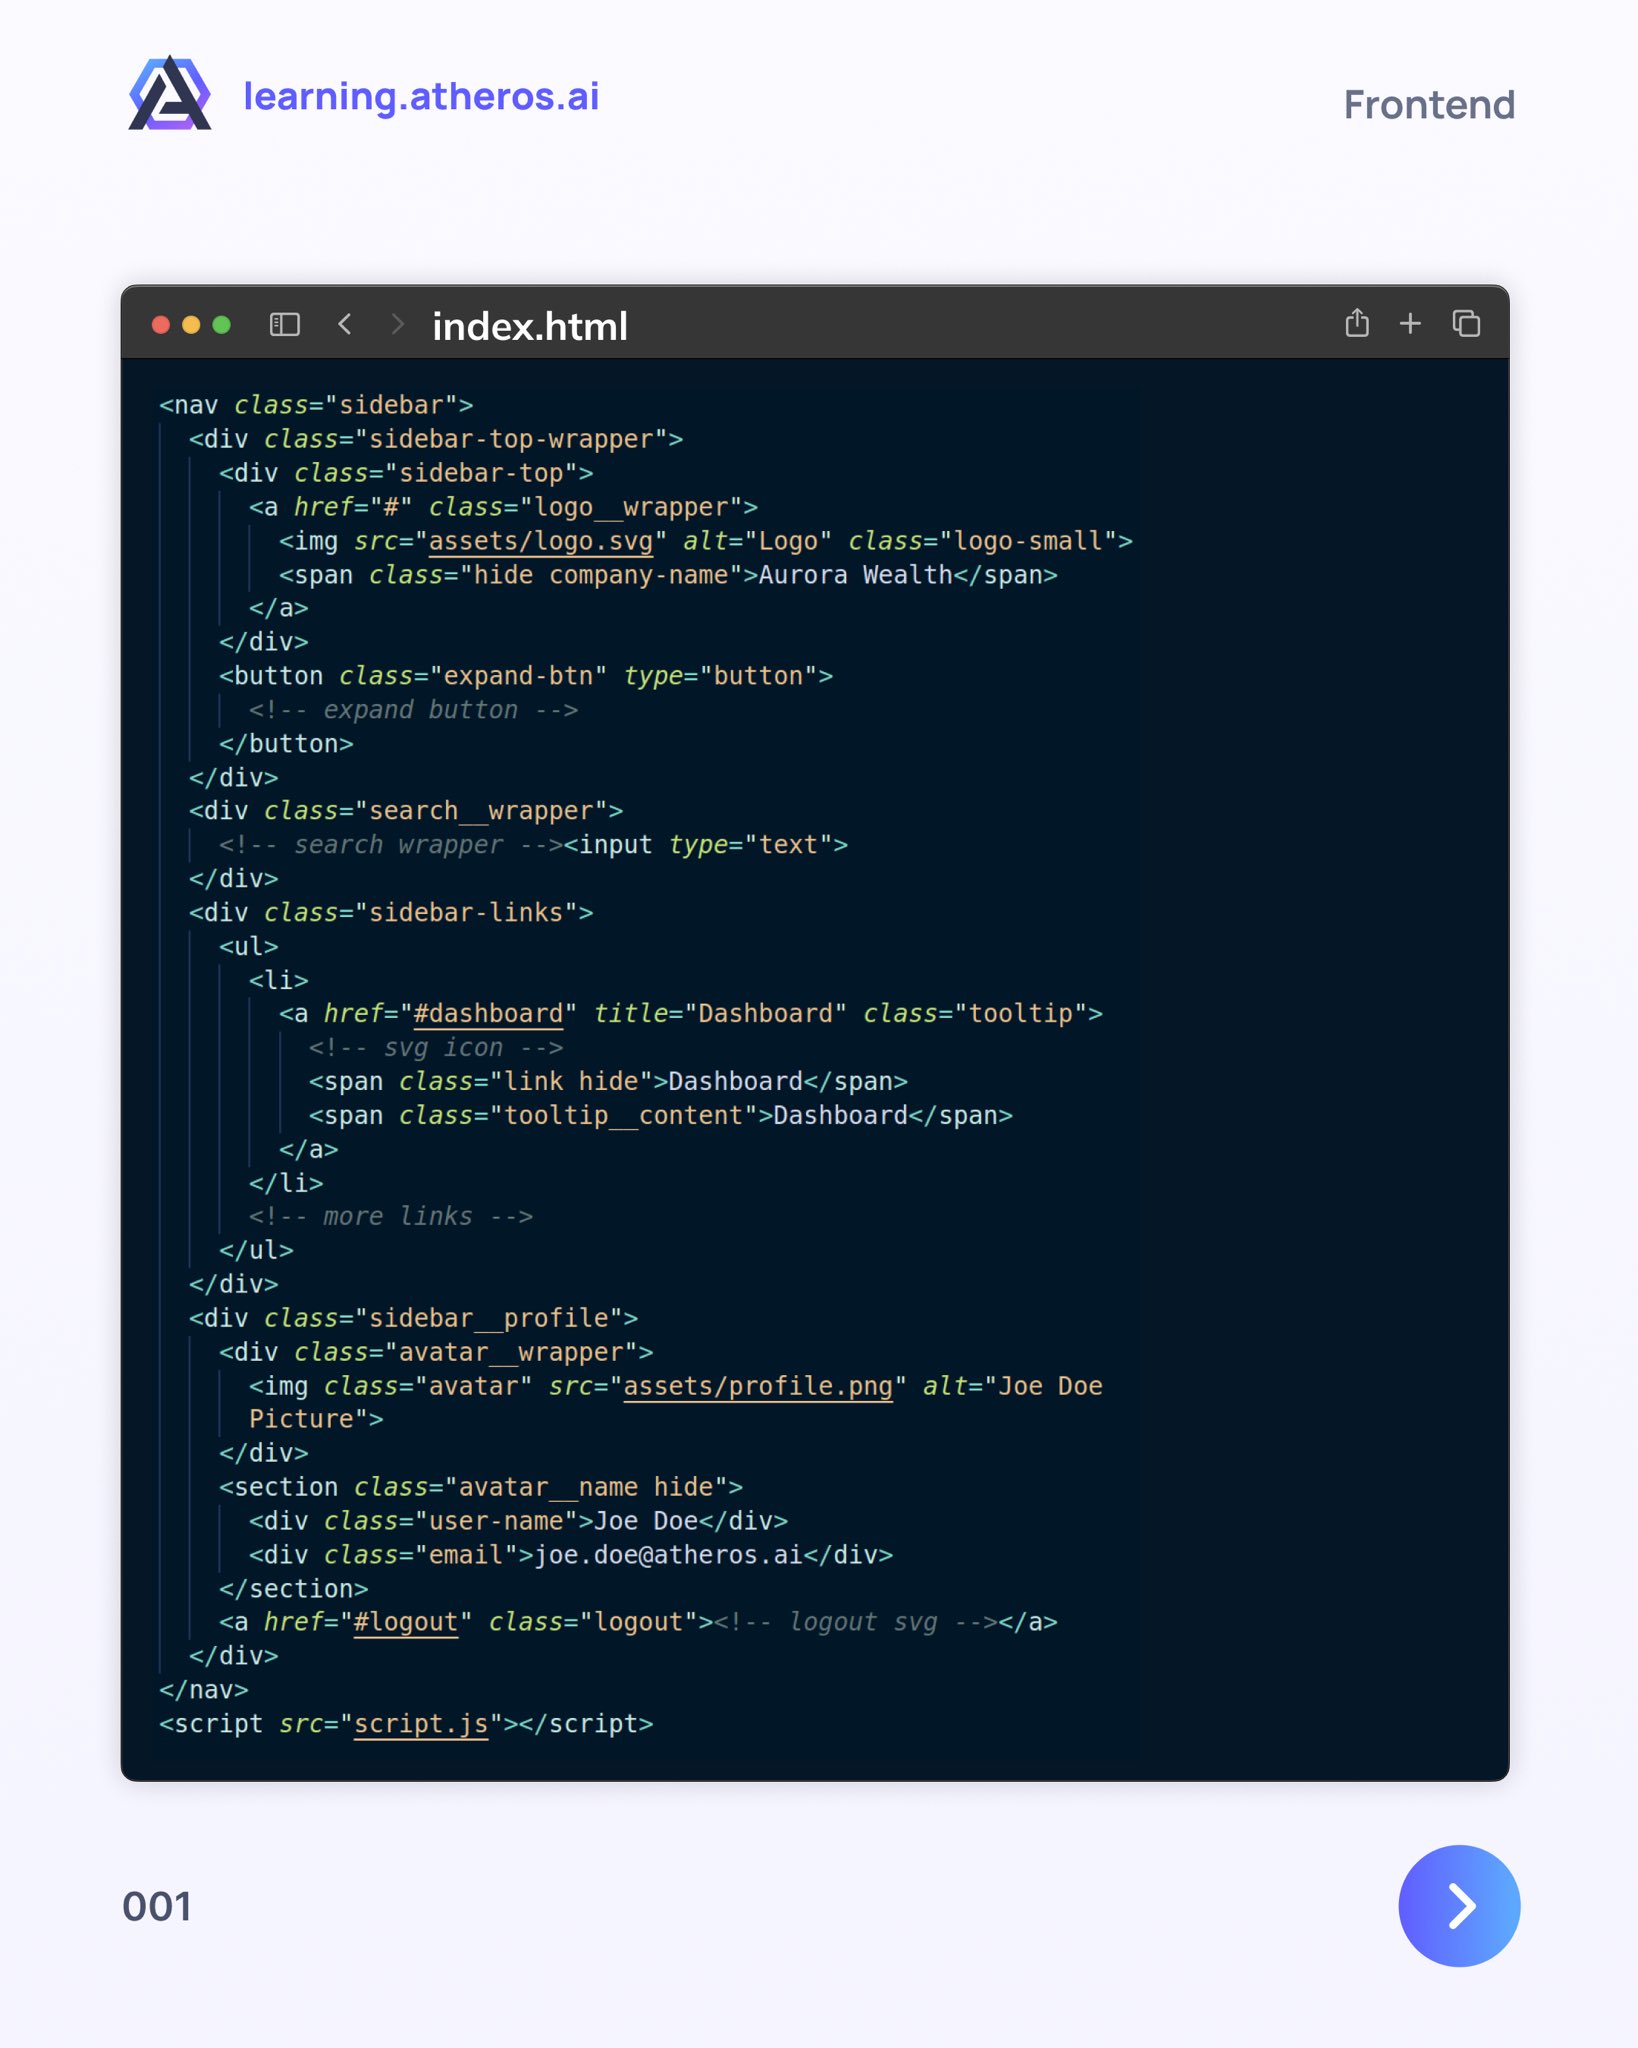 learning.atheros.ai
Frontend
index.html
<nav class="sidebar">
<div class="sidebar-top-wrapper">
<div class="sidebar-top">
<a href="#" class="logo__wrapper">
<img src="assets/logo.svg" alt="Logo" class="logo-small">
<span class="hide company-name">Aurora Wealth</span>
</a>
</div>
<button class="expand-btn" type="button">
<!-- expand button -->
</button>
</div>
<div class="search__wrapper">
<!-- search wrapper --><input type="text">
</div>
<div class="sidebar-links">
<ul>
<li>
<a href="#dashboard" title="Dashboard" class="tooltip">
<!-- svg icon -->
<span class="link hide">Dashboard</span>
<span class="tooltip__content">Dashboard</span>
</a>
</li>
<!-- more links -->
</ul>
</div>
<div class="sidebar__profile">
<div class="avatar__wrapper">
<img class="avatar" src="assets/profile.png" alt="Joe Doe
Picture">
</div>
<section class="avatar__name hide">
<div class="user-name">Joe Doe</div>
<div class="email">joe.doe@atheros.ai</div>
</section>
<a href="#logout" class="logout"><!-- logout svg --></a>
</div>
</nav>
<script src="script.js"></script>
001